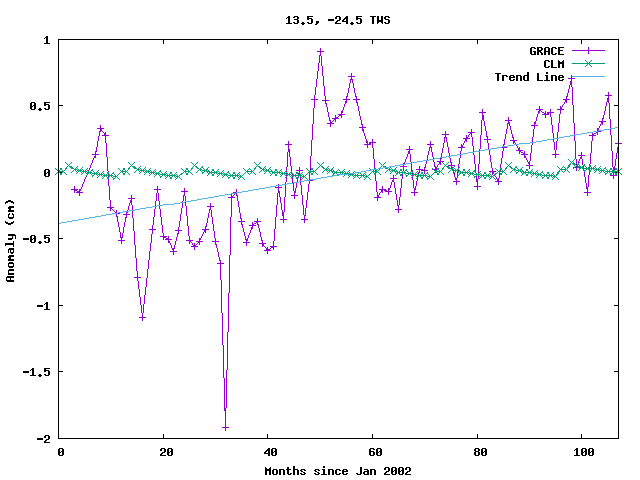 13.5, -24.5 TWS
GRACE
CLM
Trend Line
1
0.5
0
-0.5
-1
-1.5
-2
Anomaly (cm)
0 20 40 60 80 100
Months since Jan 2002